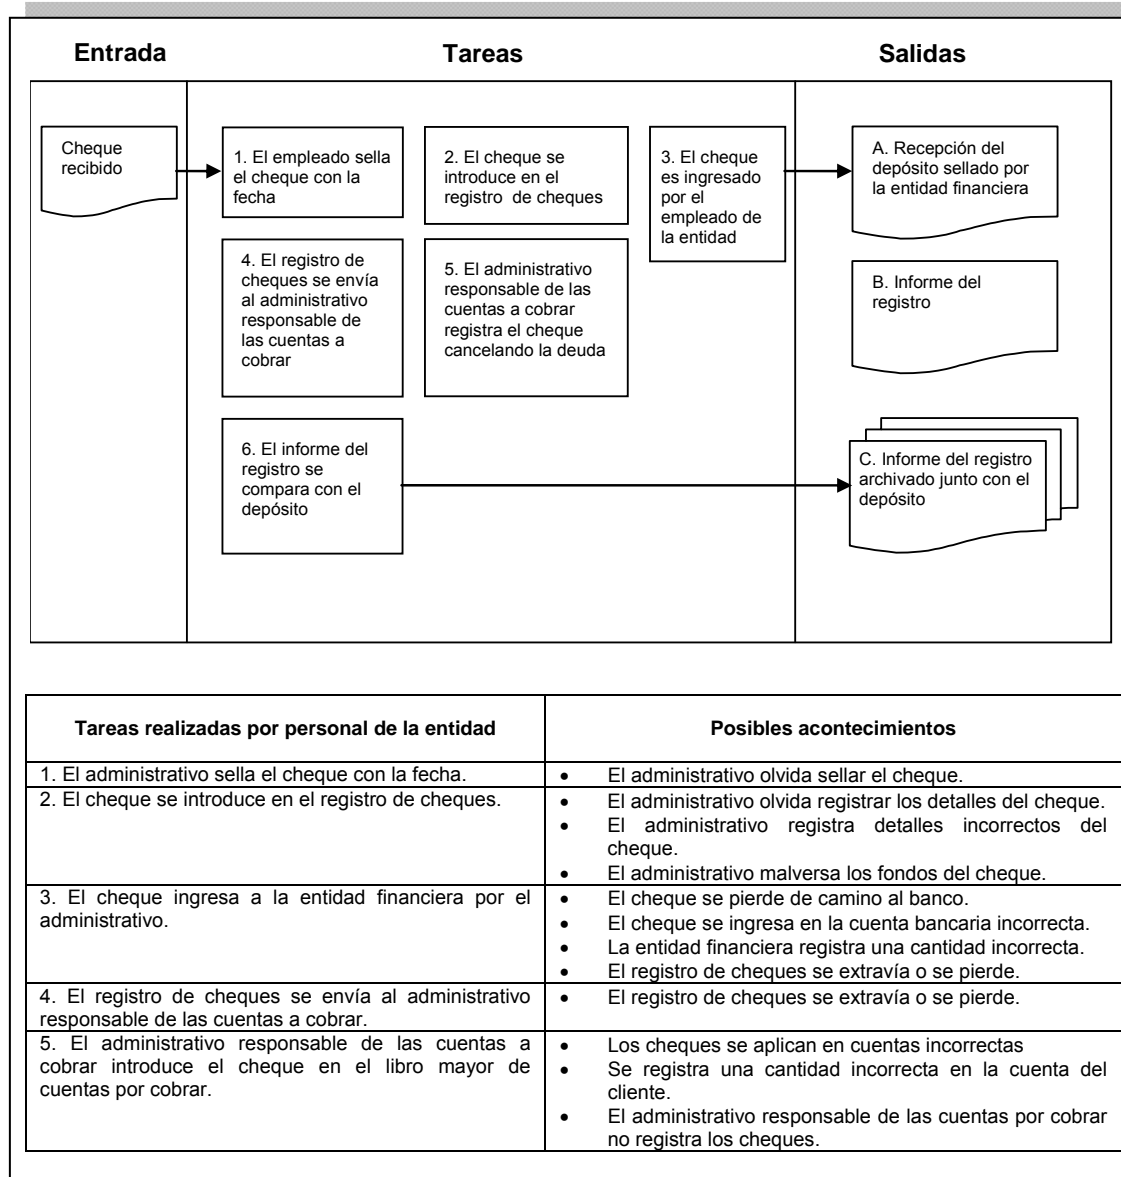 Entrada
Tareas
Salidas
Cheque
recibido
1. El empleado sella
el cheque con la
fecha
2. El cheque se
introduce en el
registro de cheques
3. El cheque
es ingresado
por el
empleado de
la entidad
A. Recepción del
depósito sellado por
la entidad financiera
4. El registro de
cheques se envía
al administrativo
responsable de
las cuentas a
cobrar
5. El administrativo
responsable de las
cuentas a cobrar
registra el cheque
cancelando la deuda
B. Informe del
registro
6. El informe del
registro se
compara con el
depósito
C. Informe del registro
archivado junto con el
depósito
Tareas realizadas por personal de la entidad
Posibles acontecimientos
1. El administrativo sella el cheque con la fecha.
• El administrativo olvida sellar el cheque.
2. El cheque se introduce en el registro de cheques.
• El administrativo olvida registrar los detalles del cheque.
• El administrativo registra detalles incorrectos del
cheque.
• El administrativo malversa los fondos del cheque.
3. El cheque ingresa a la entidad financiera por el
administrativo.
• El cheque se pierde de camino al banco.
• El cheque se ingresa en la cuenta bancaria incorrecta.
• La entidad financiera registra una cantidad incorrecta.
• El registro de cheques se extravía o se pierde.
4. El registro de cheques se envía al administrativo
responsable de las cuentas a cobrar.
• El registro de cheques se extravía o se pierde.
5. El administrativo responsable de las cuentas a
cobrar introduce el cheque en el libro mayor de
cuentas por cobrar.
• Los cheques se aplican en cuentas incorrectas
• Se registra una cantidad incorrecta en la cuenta del
cliente.
• El administrativo responsable de las cuentas por cobrar
no registra los cheques.